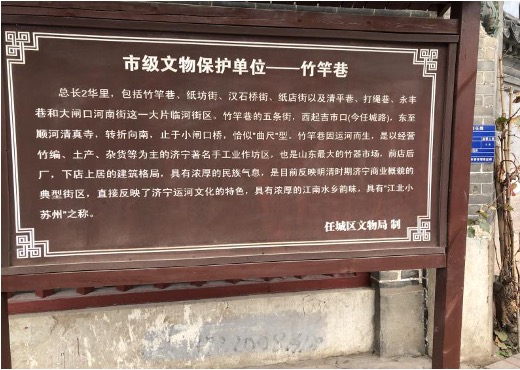 市级文物保护单位——竹竿巷
总长2华里，包括竹竿巷、纸坊街、汉石桥街、纸店街以及清平巷、打绳巷、永丰
巷和大闸口河南街这一大片临河街区。竹竿巷的五条街，西起吉市口(今任城路)，东至
顺河清真寺，转折向南，止于小闸口桥，恰似“曲尺”型。竹竿巷因运河而生，是以经营
竹编、土产、杂货等为主的济宁著名手工业作坊区，也是山东最大的竹器市场，前店后
厂，下店上居的建筑格局，具有浓厚的民族气息，是目前反映明清时期济宁商业概貌的
典型街区，直接反映了济宁运河文化的特色，具有浓厚的江南水乡韵味，具有“江北小
苏州”之称。
任城区文物局 制